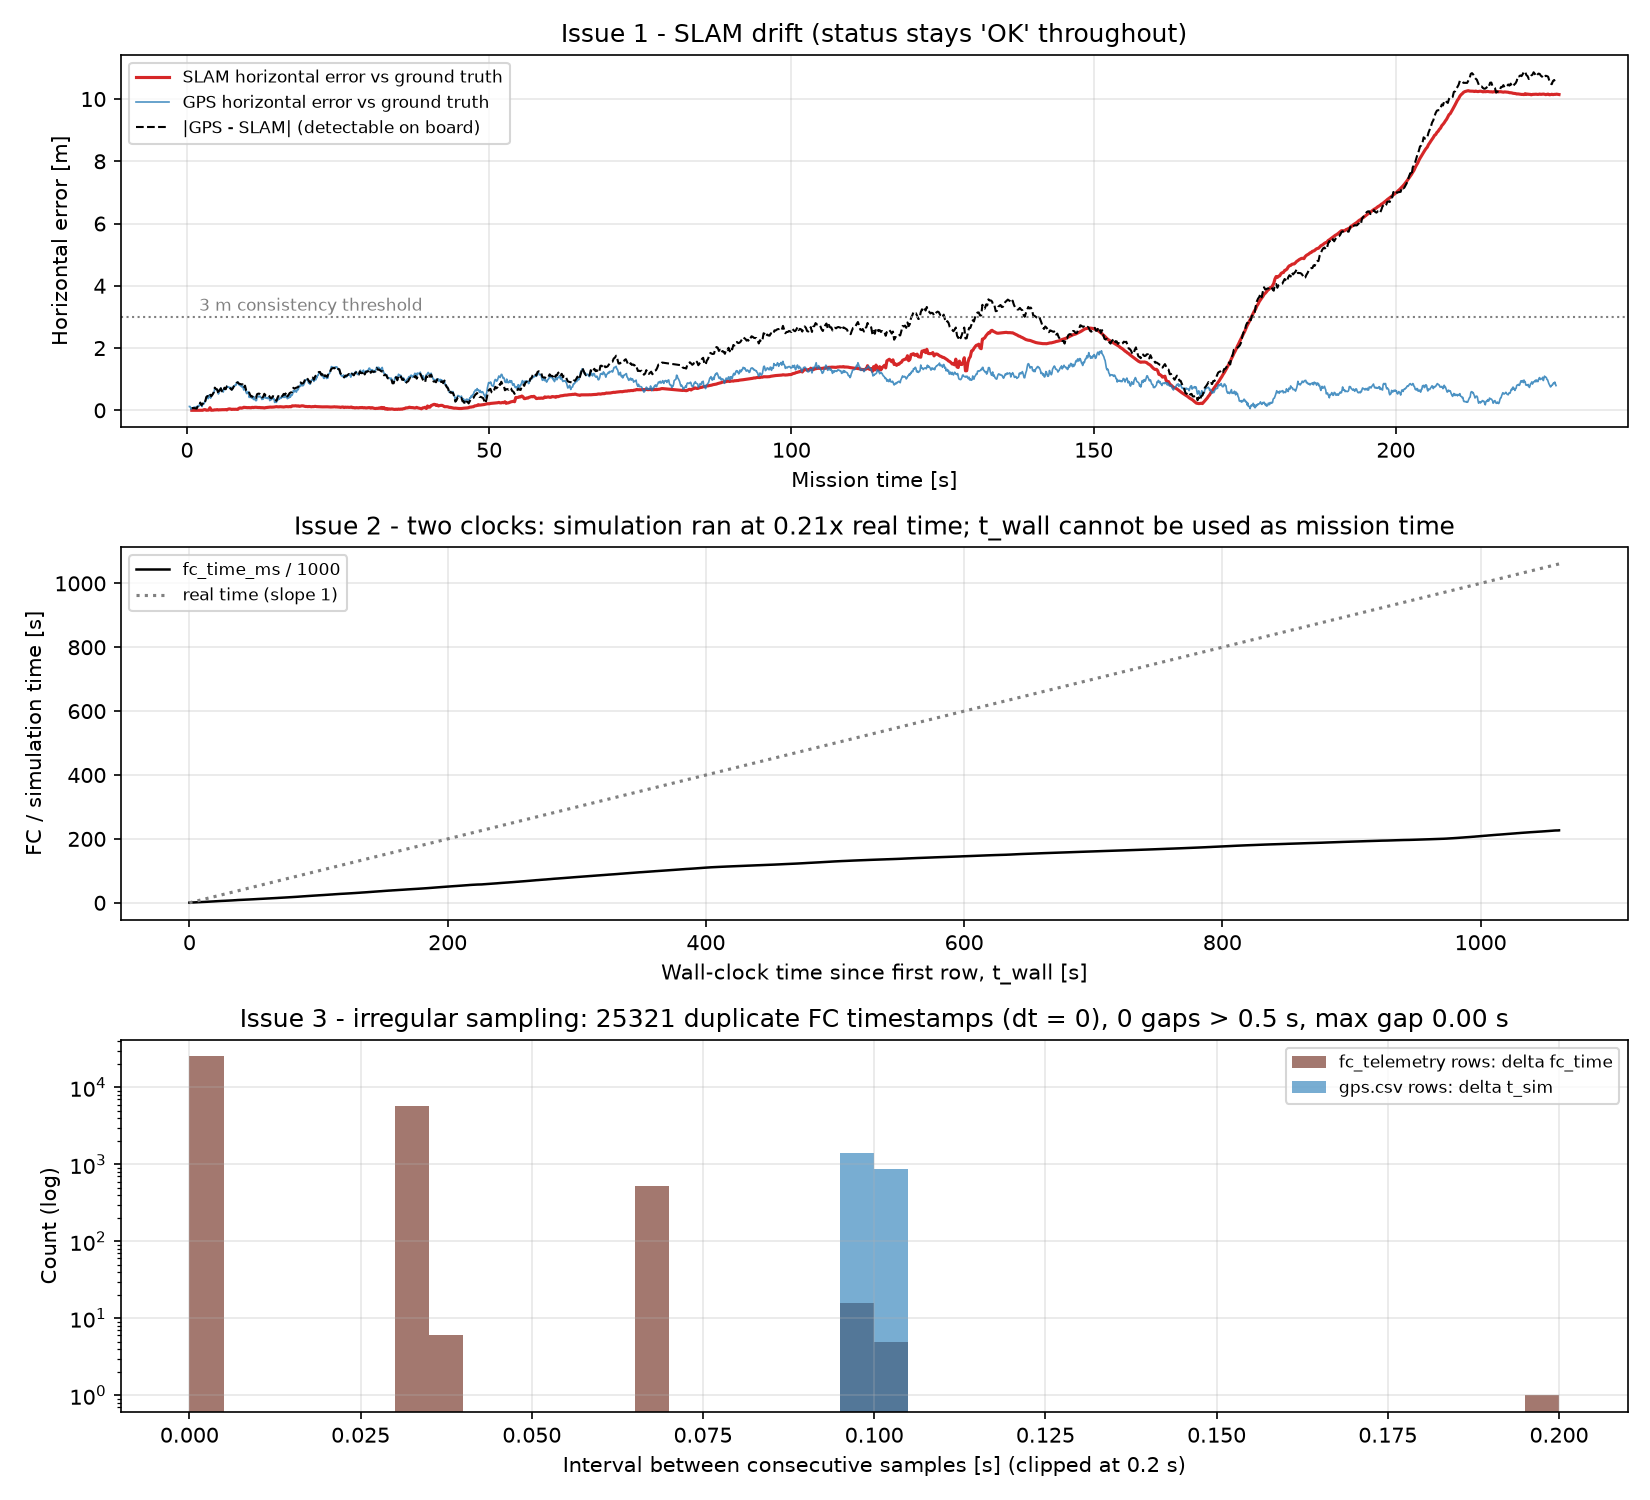 Issue 1 - SLAM drift (status stays 'OK' throughout)
SLAM horizontal error vs ground truth
GPS horizontal error vs ground truth
|GPS - SLAM| (detectable on board)
3 m consistency threshold
Horizontal error [m]
10
8
6
4
2
0
0 50 100 150 200
Mission time [s]
Issue 2 - two clocks: simulation ran at 0.21x real time; t_wall cannot be used as mission time
fc_time_ms / 1000
real time (slope 1)
FC / simulation time [s]
1000
800
600
400
200
0
0 200 400 600 800 1000
Wall-clock time since first row, t_wall [s]
Issue 3 - irregular sampling: 25321 duplicate FC timestamps (dt = 0), 0 gaps > 0.5 s, max gap 0.00 s
fc_telemetry rows: delta fc_time
gps.csv rows: delta t_sim
Count (log)
10⁴
10³
10²
10¹
10⁰
0.000 0.025 0.050 0.075 0.100 0.125 0.150 0.175 0.200
Interval between consecutive samples [s] (clipped at 0.2 s)